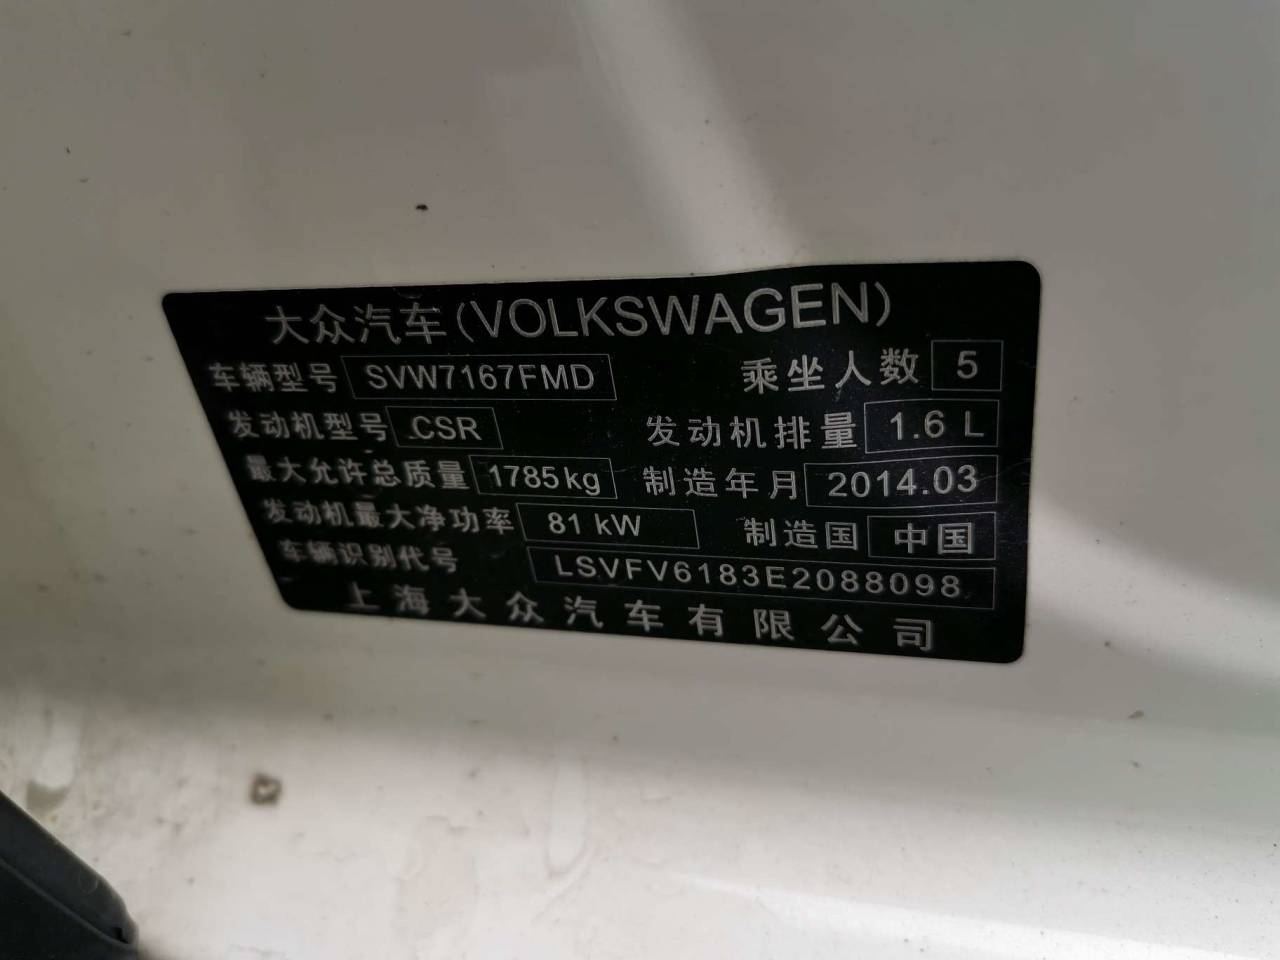 大众汽车(VOLKSWAGEN)
车辆型号 SVW7167FMD 乘坐人数 5
发动机型号 CSR 发动机排量 1.6 L
最大允许总质量 1785kg 制造年月 2014.03
发动机最大净功率 81 kW 制造国 中国
车辆识别代号 LSVFV6183E2088098
上海大众汽车有限公司